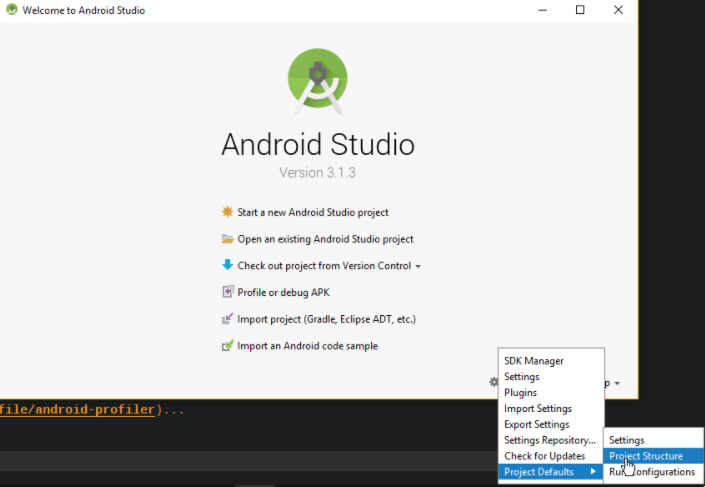 Welcome to Android Studio
Android Studio
Version 3.1.3
Start a new Android Studio project
Open an existing Android Studio project
Check out project from Version Control
Profile or debug APK
Import project (Gradle, Eclipse ADT, etc.)
Import an Android code sample
SDK Manager
Settings
Plugins
Import Settings
Export Settings
Settings Repository...
Check for Updates
Project Defaults
p
Settings
Project Structure
Configurations
file/android-profiler)...